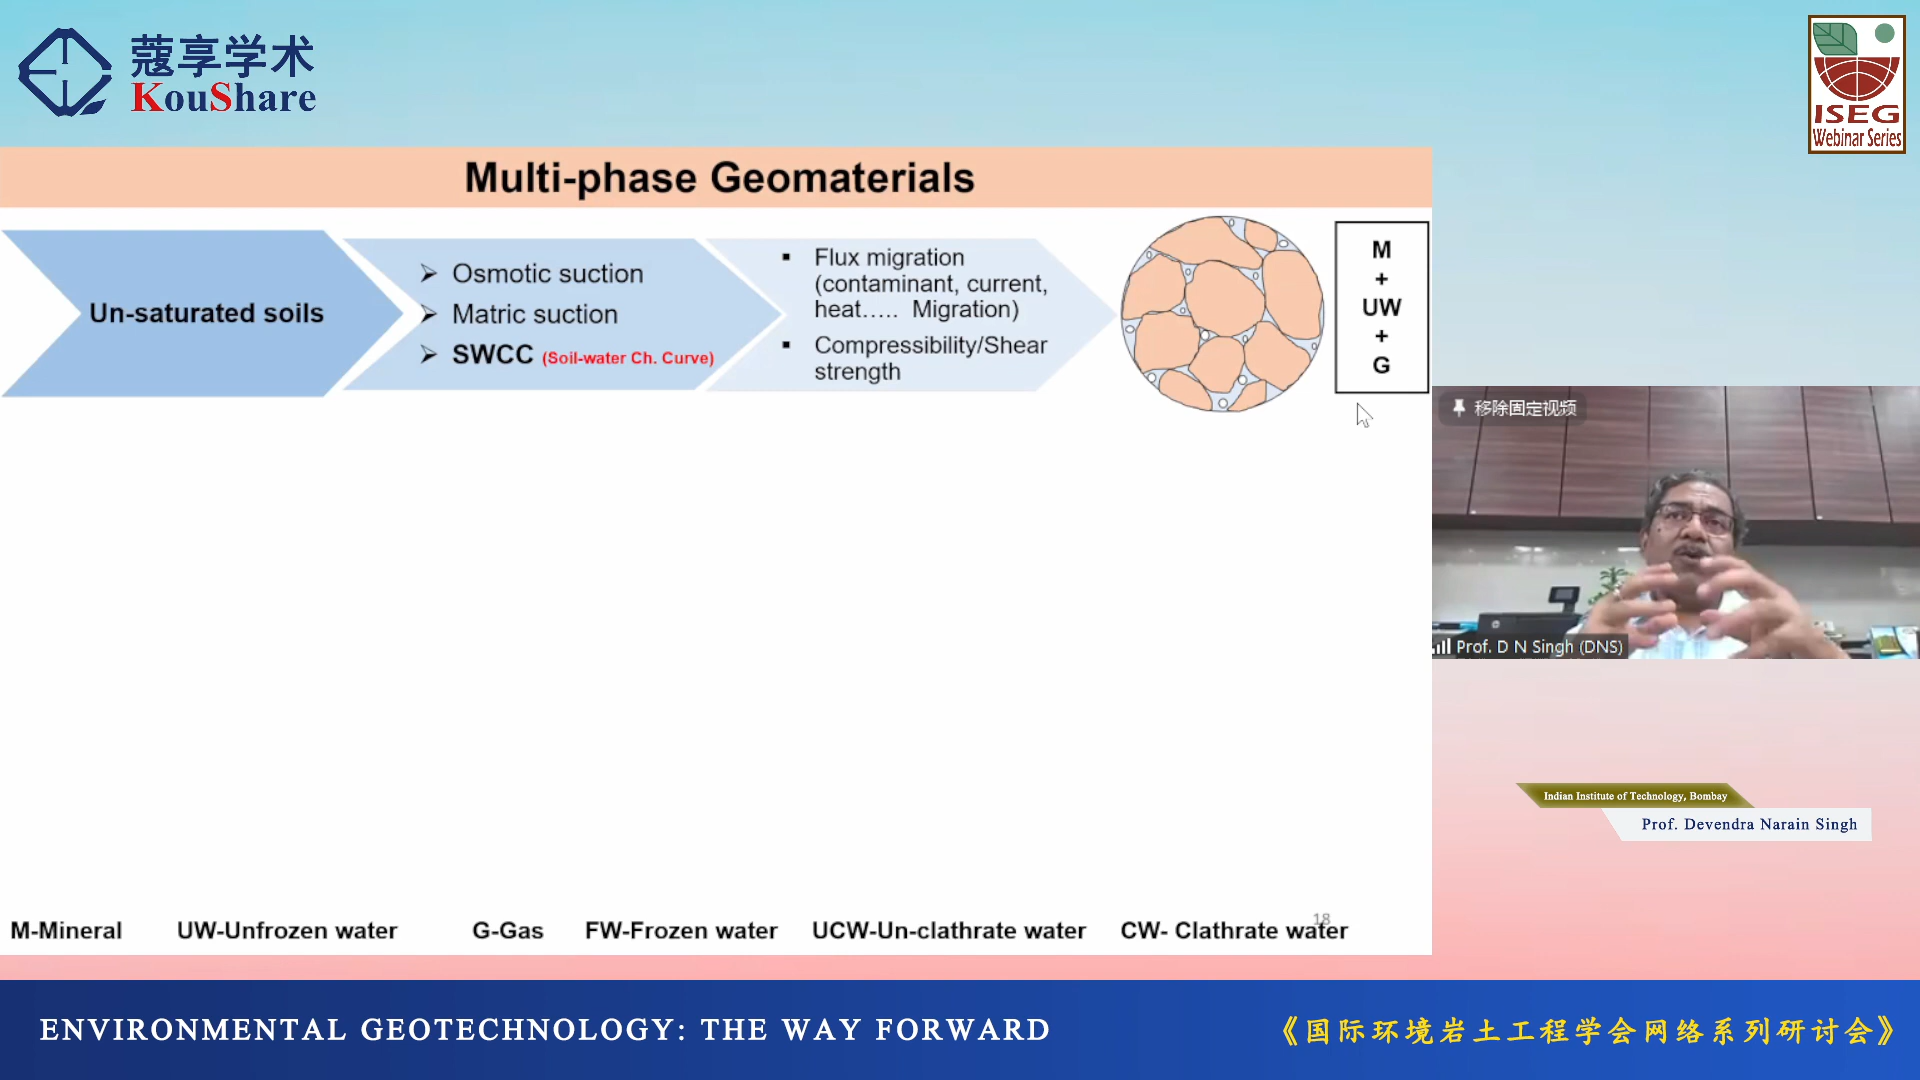 蔻享学术
KouShare
ISEG
Webinar Series
Multi-phase Geomaterials
Un-saturated soils
➢ Osmotic suction
➢ Matric suction
➢ SWCC (Soil-water Ch. Curve)
▪ Flux migration
(contaminant, current,
heat….. Migration)
▪ Compressibility/Shear
strength
M
+
UW
+
G
移除固定视频
Prof. D N Singh (DNS)
Indian Institute of Technology, Bombay
Prof. Devendra Narain Singh
18
M-Mineral UW-Unfrozen water G-Gas FW-Frozen water UCW-Un-clathrate water CW- Clathrate water
ENVIRONMENTAL GEOTECHNOLOGY: THE WAY FORWARD
《国际环境岩土工程学会网络系列研讨会》